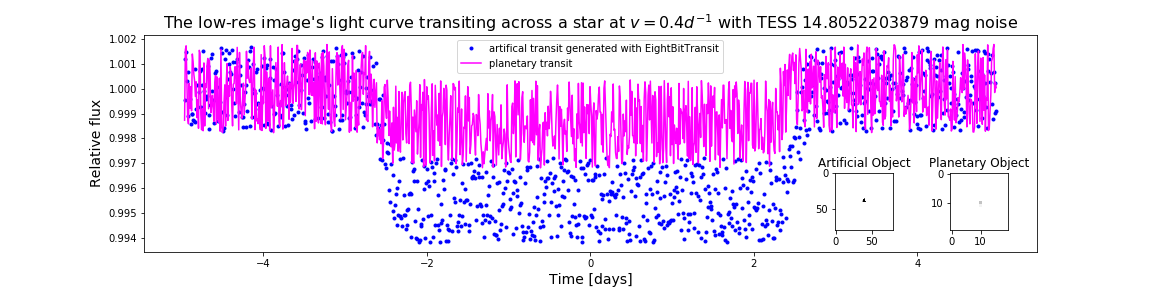 The low-res image's light curve transiting across a star at v = 0.4d⁻¹ with TESS 14.8052203879 mag noise
artifical transit generated with EightBitTransit
planetary transit
Relative flux
1.002
1.001
1.000
0.999
0.998
0.997
0.996
0.995
0.994
Artificial Object
0
50
0 50
Planetary Object
0
10
0 10
−4 −2 0 2 4
Time [days]